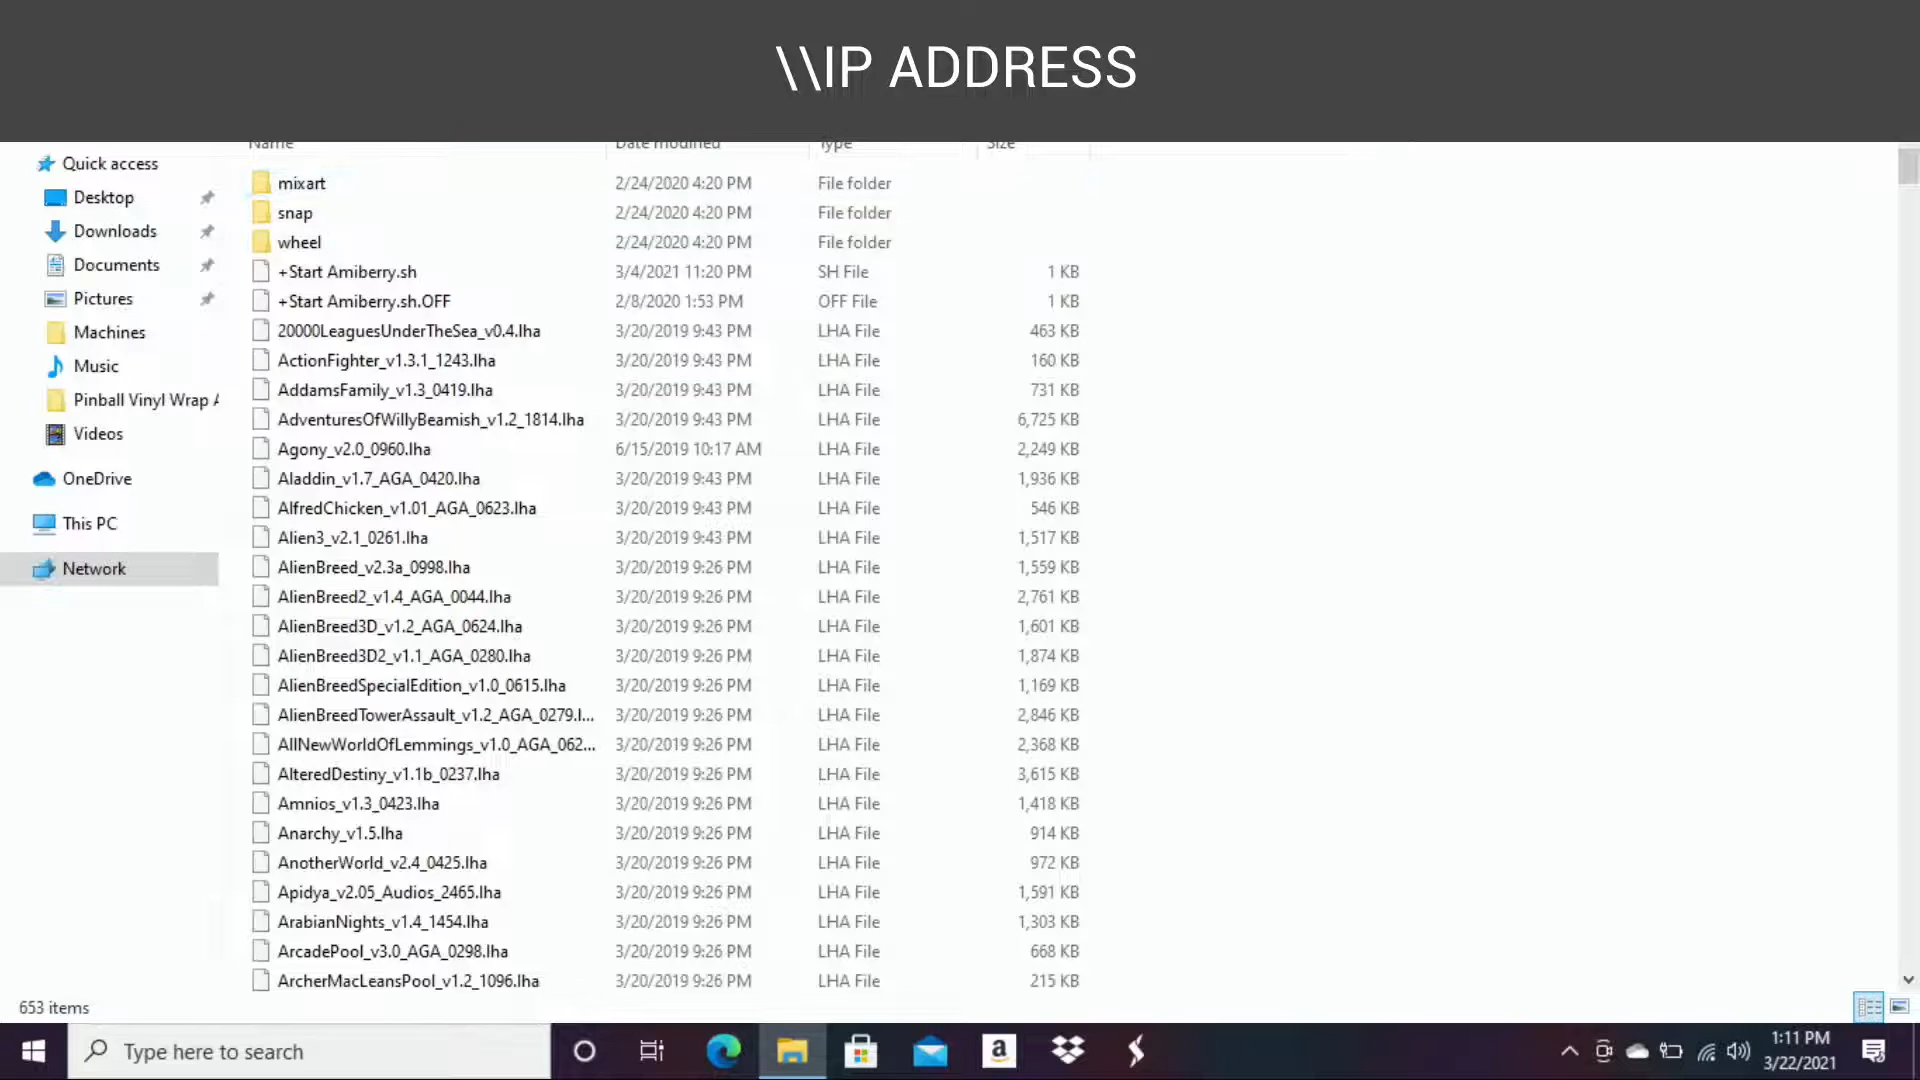 \\IP ADDRESS
Name Date modified Type Size
Quick access
Desktop
Downloads
Documents
Pictures
Machines
Music
Pinball Vinyl Wrap A
Videos
OneDrive
This PC
Network
mixart 2/24/2020 4:20 PM File folder
snap 2/24/2020 4:20 PM File folder
wheel 2/24/2020 4:20 PM File folder
+Start Amiberry.sh 3/4/2021 11:20 PM SH File 1 KB
+Start Amiberry.sh.OFF 2/8/2020 1:53 PM OFF File 1 KB
20000LeaguesUnderTheSea_v0.4.lha 3/20/2019 9:43 PM LHA File 463 KB
ActionFighter_v1.3.1_1243.lha 3/20/2019 9:43 PM LHA File 160 KB
AddamsFamily_v1.3_0419.lha 3/20/2019 9:43 PM LHA File 731 KB
AdventuresOfWillyBeamish_v1.2_1814.lha 3/20/2019 9:43 PM LHA File 6,725 KB
Agony_v2.0_0960.lha 6/15/2019 10:17 AM LHA File 2,249 KB
Aladdin_v1.7_AGA_0420.lha 3/20/2019 9:43 PM LHA File 1,936 KB
AlfredChicken_v1.01_AGA_0623.lha 3/20/2019 9:43 PM LHA File 546 KB
Alien3_v2.1_0261.lha 3/20/2019 9:43 PM LHA File 1,517 KB
AlienBreed_v2.3a_0998.lha 3/20/2019 9:26 PM LHA File 1,559 KB
AlienBreed2_v1.4_AGA_0044.lha 3/20/2019 9:26 PM LHA File 2,761 KB
AlienBreed3D_v1.2_AGA_0624.lha 3/20/2019 9:26 PM LHA File 1,601 KB
AlienBreed3D2_v1.1_AGA_0280.lha 3/20/2019 9:26 PM LHA File 1,874 KB
AlienBreedSpecialEdition_v1.0_0615.lha 3/20/2019 9:26 PM LHA File 1,169 KB
AlienBreedTowerAssault_v1.2_AGA_0279.l... 3/20/2019 9:26 PM LHA File 2,846 KB
AllNewWorldOfLemmings_v1.0_AGA_062... 3/20/2019 9:26 PM LHA File 2,368 KB
AlteredDestiny_v1.1b_0237.lha 3/20/2019 9:26 PM LHA File 3,615 KB
Amnios_v1.3_0423.lha 3/20/2019 9:26 PM LHA File 1,418 KB
Anarchy_v1.5.lha 3/20/2019 9:26 PM LHA File 914 KB
AnotherWorld_v2.4_0425.lha 3/20/2019 9:26 PM LHA File 972 KB
Apidya_v2.05_Audios_2465.lha 3/20/2019 9:26 PM LHA File 1,591 KB
ArabianNights_v1.4_1454.lha 3/20/2019 9:26 PM LHA File 1,303 KB
ArcadePool_v3.0_AGA_0298.lha 3/20/2019 9:26 PM LHA File 668 KB
ArcherMacLeansPool_v1.2_1096.lha 3/20/2019 9:26 PM LHA File 215 KB
653 items
Type here to search
a
1:11 PM
3/22/2021